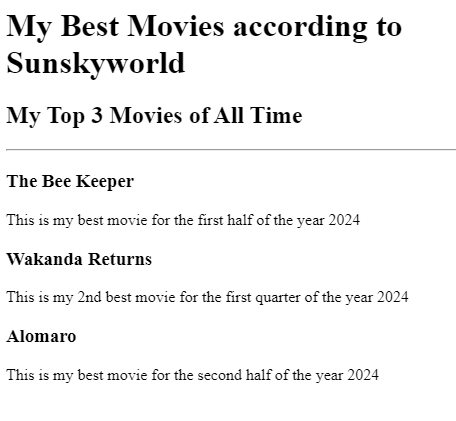 My Best Movies according to
Sunskyworld
My Top 3 Movies of All Time
The Bee Keeper
This is my best movie for the first half of the year 2024
Wakanda Returns
This is my 2nd best movie for the first quarter of the year 2024
Alomaro
This is my best movie for the second half of the year 2024